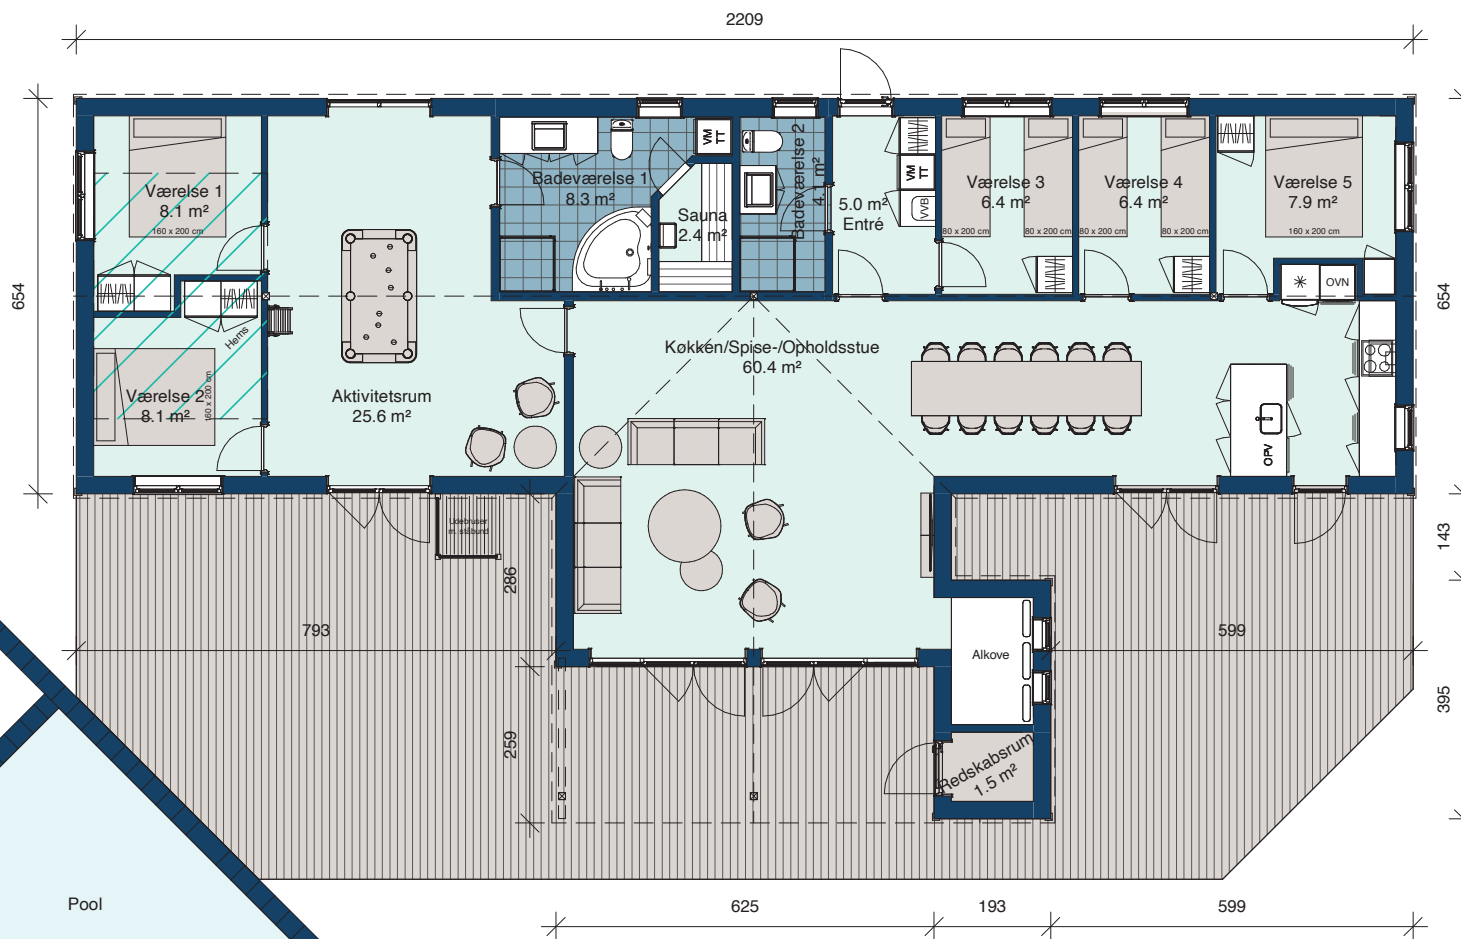 2209
VM
TT
Badeværelse 2
4.1 m²
Værelse 1
8.1 m²
160 x 200 cm
Badeværelse 1
8.3 m²
Sauna
2.4 m²
VM
TT
VVB
5.0 m²
Entré
Værelse 3
6.4 m²
80 x 200 cm
80 x 200 cm
Værelse 4
6.4 m²
80 x 200 cm
80 x 200 cm
Værelse 5
7.9 m²
160 x 200 cm
OVN
654
654
Hems
Værelse 2
8.1 m²
160 x 200 cm
Aktivitetsrum
25.6 m²
Køkken/Spise-/Opholdsstue
60.4 m²
OPV
Udebruser
m. stålbund
286
143
793
599
Alkove
395
259
Redskabsrum
1.5 m²
Pool
625
193
599